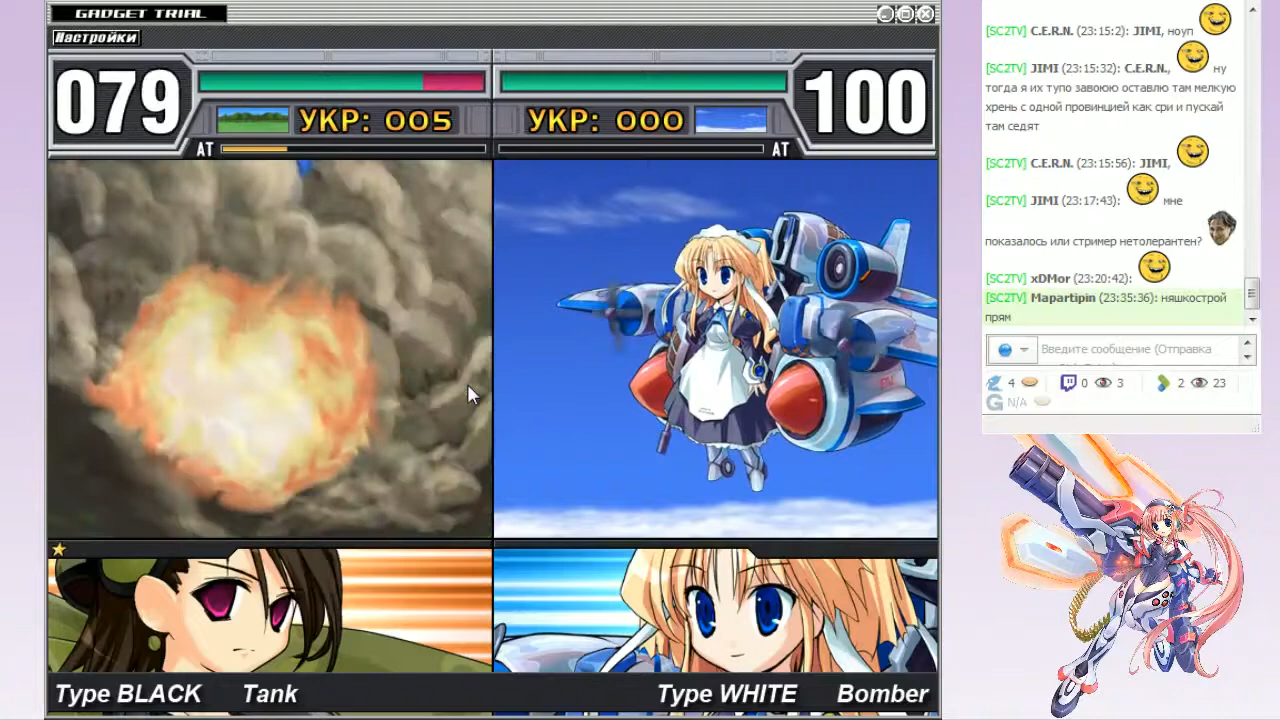 GADGET TRIAL
Настройки
079
100
УКР: 005
УКР: 000
AT
AT
Type BLACK Tank
Type WHITE Bomber
[SC2TV] C.E.R.N. (23:15:2): JIMI, ноуп
[SC2TV] JIMI (23:15:32): C.E.R.N., ну
тогда я их тупо завоюю оставлю там мелкую
хрень с одной провинцией как сри и пускай
там седят
[SC2TV] C.E.R.N. (23:15:56): JIMI,
[SC2TV] JIMI (23:17:43): мне
показалось или стример нетолерантен?
[SC2TV] xDMor (23:20:42):
[SC2TV] Mapartipin (23:35:36): няшкострой
прям
Введите сообщение (Отправка
4 0 3 2 23
N/A